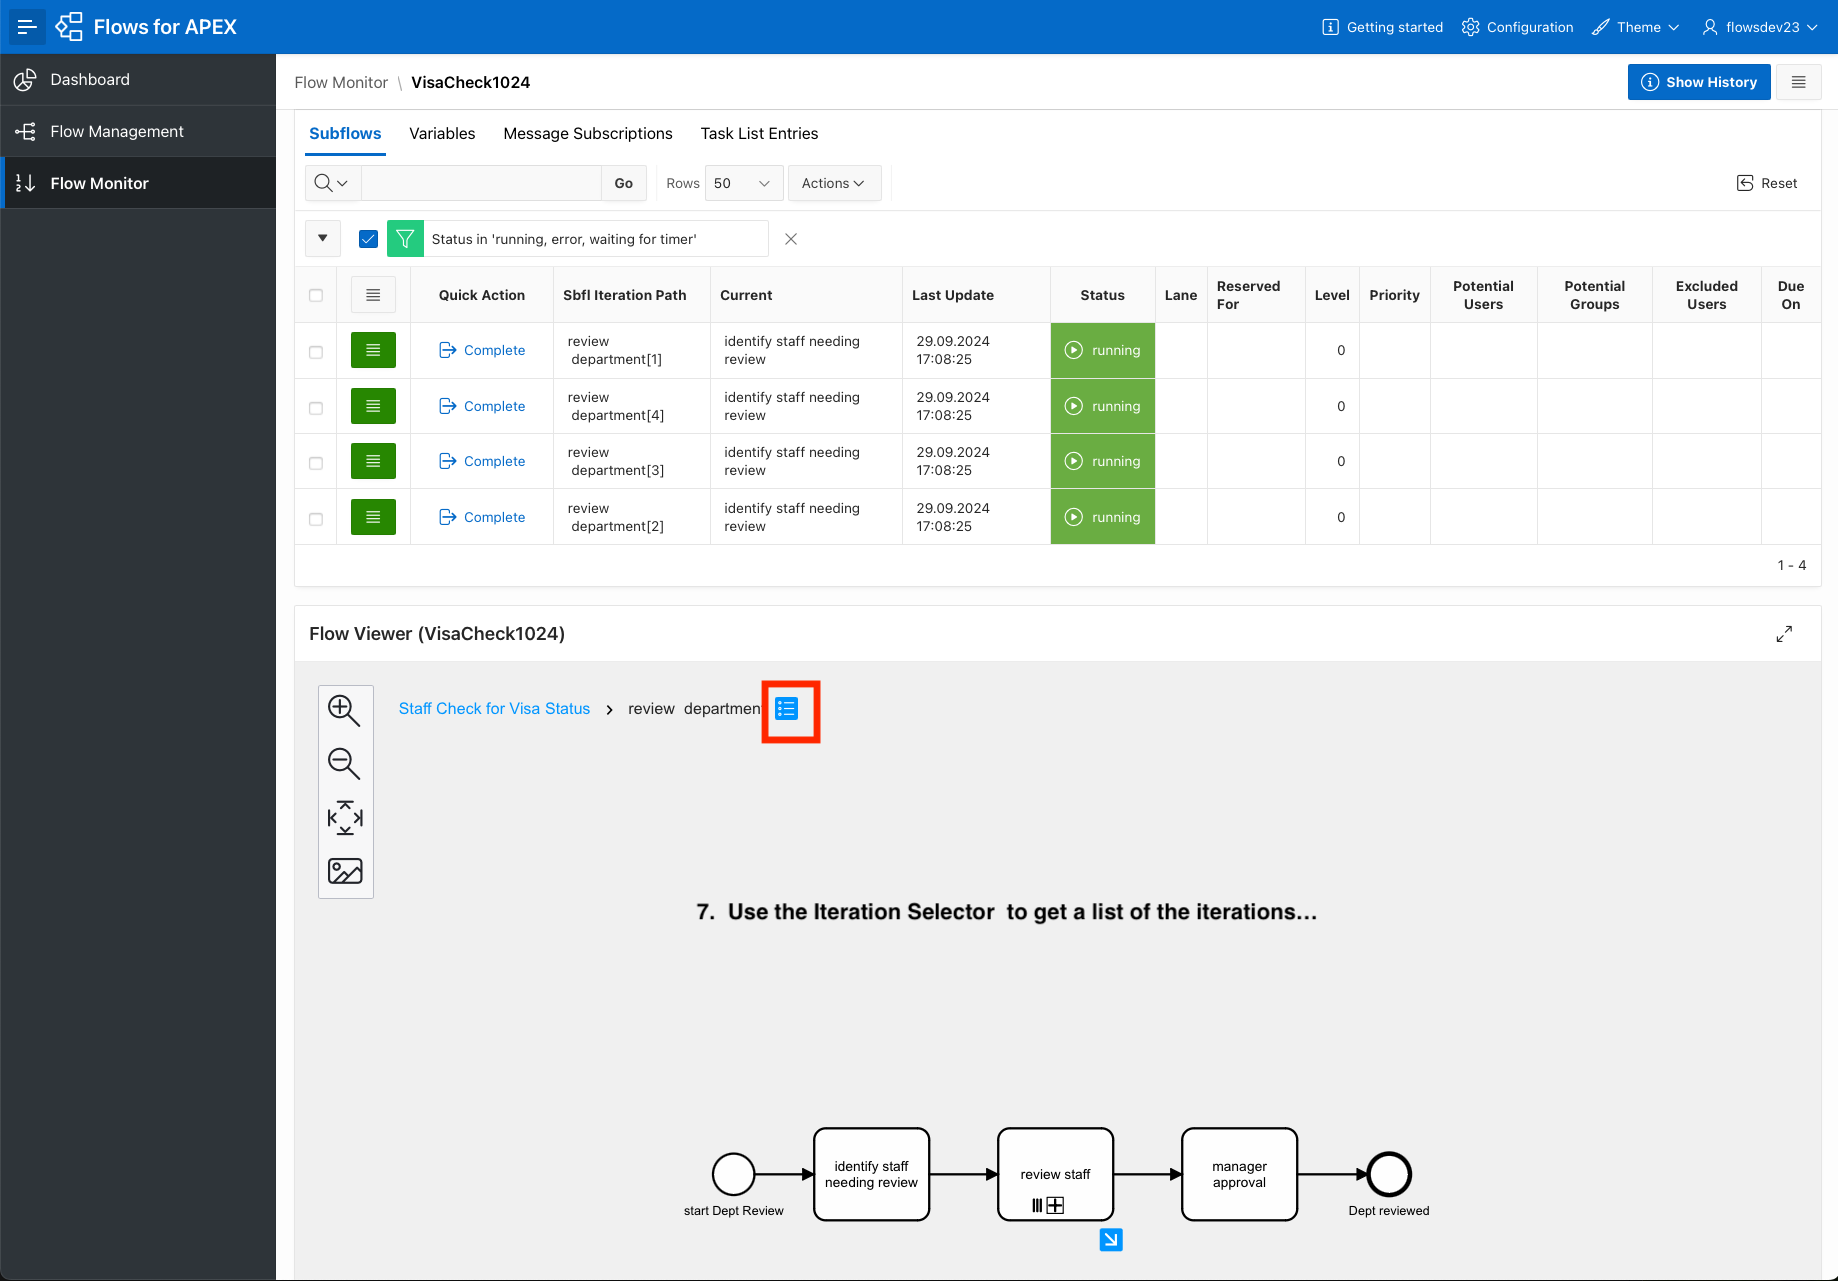 Flows for APEX
Getting started
Configuration
Theme
flowsdev23
Dashboard
Flow Management
Flow Monitor
Flow Monitor \ VisaCheck1024
Show History
Subflows Variables Message Subscriptions Task List Entries
Go Rows 50 Actions Reset
Status in 'running, error, waiting for timer'
Quick Action Sbfl Iteration Path Current Last Update Status Lane Reserved For Level Priority Potential Users Potential Groups Excluded Users Due On
Complete review department[1] identify staff needing review 29.09.2024 17:08:25 running 0
Complete review department[4] identify staff needing review 29.09.2024 17:08:25 running 0
Complete review department[3] identify staff needing review 29.09.2024 17:08:25 running 0
Complete review department[2] identify staff needing review 29.09.2024 17:08:25 running 0
1 - 4
Flow Viewer (VisaCheck1024)
Staff Check for Visa Status › review department
7. Use the Iteration Selector to get a list of the iterations...
start Dept Review
identify staff
needing review
review staff
manager
approval
Dept reviewed